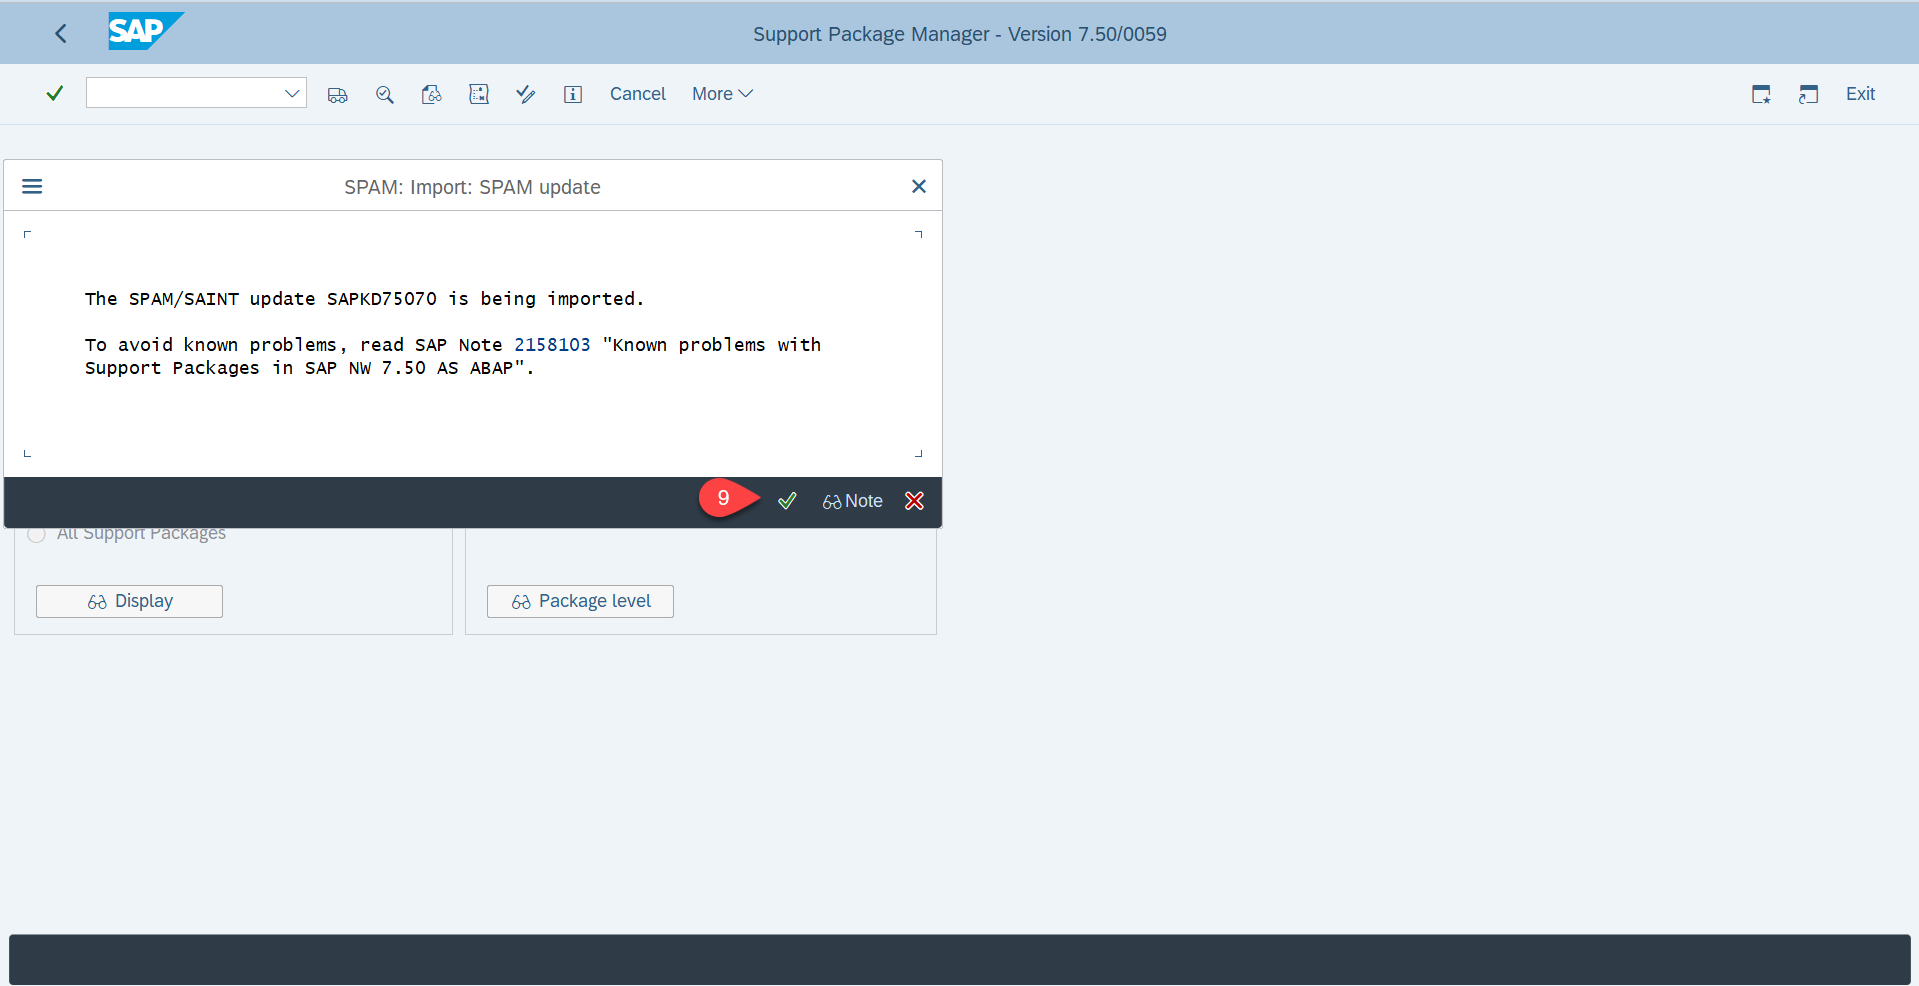 SAP
Support Package Manager - Version 7.50/0059
Cancel
More
Exit
SPAM: Import: SPAM update
The SPAM/SAINT update SAPKD75070 is being imported.
To avoid known problems, read SAP Note 2158103 "Known problems with
Support Packages in SAP NW 7.50 AS ABAP".
9
Note
All Support Packages
Display
Package level